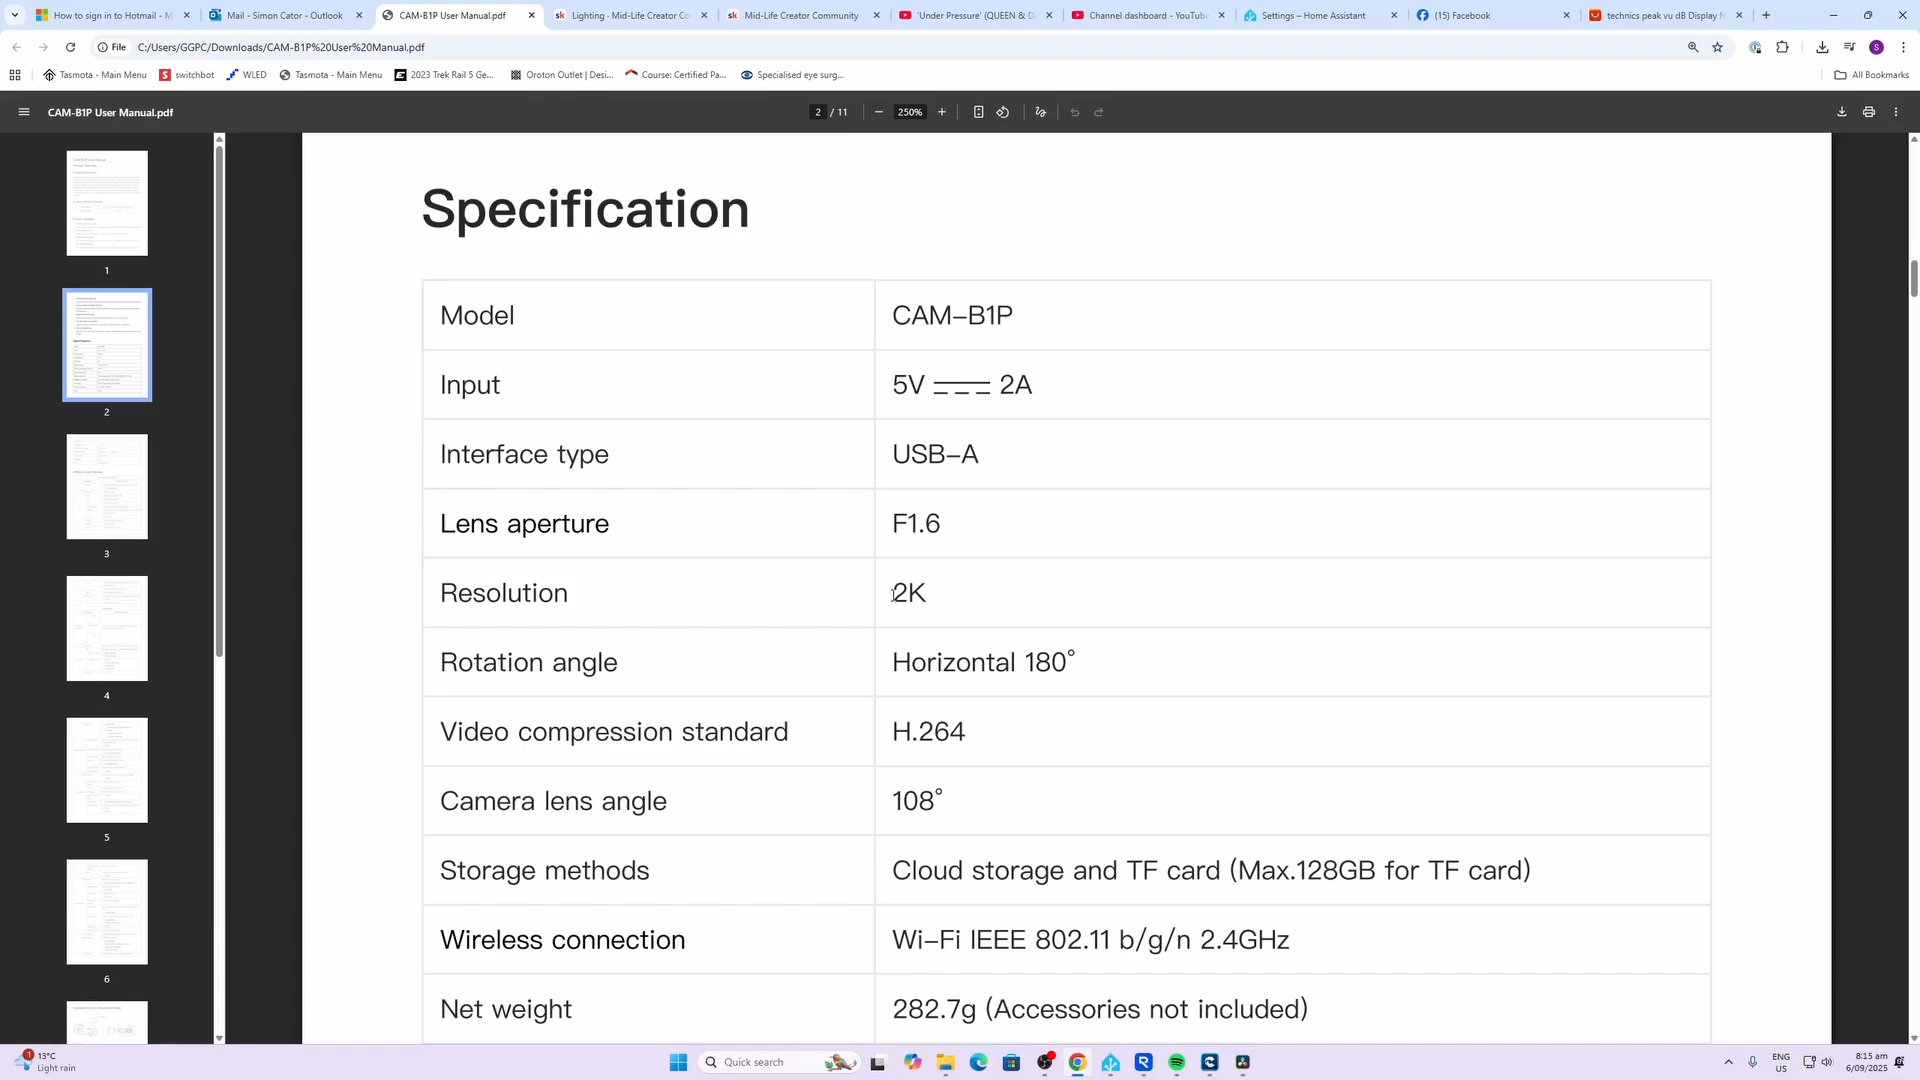 How to sign in to Hotmail - M
Mail - Simon Cator - Outlook
CAM-B1P User Manual.pdf
Lighting · Mid-Life Creator Co
Mid-Life Creator Community
'Under Pressure' (QUEEN & D
Channel dashboard - YouTube
Settings – Home Assistant
(15) Facebook
technics peak vu dB Display N
File
C:/Users/GGPC/Downloads/CAM-B1P%20User%20Manual.pdf
Tasmota - Main Menu
switchbot
WLED
Tasmota - Main Menu
2023 Trek Rail 5 Ge...
Oroton Outlet | Desi...
Course: Certified Pa...
Specialised eye surg...
All Bookmarks
CAM-B1P User Manual.pdf
2 / 11
250%
1
2
3
4
5
6
Specification
Model CAM–B1P
Input 5V ⎓ 2A
Interface type USB–A
Lens aperture F1.6
Resolution 2K
Rotation angle Horizontal 180°
Video compression standard H.264
Camera lens angle 108°
Storage methods Cloud storage and TF card (Max.128GB for TF card)
Wireless connection Wi–Fi IEEE 802.11 b/g/n 2.4GHz
Net weight 282.7g (Accessories not included)
1
13°C
Light rain
Quick search
ENG
US
8:15 am
6/09/2025